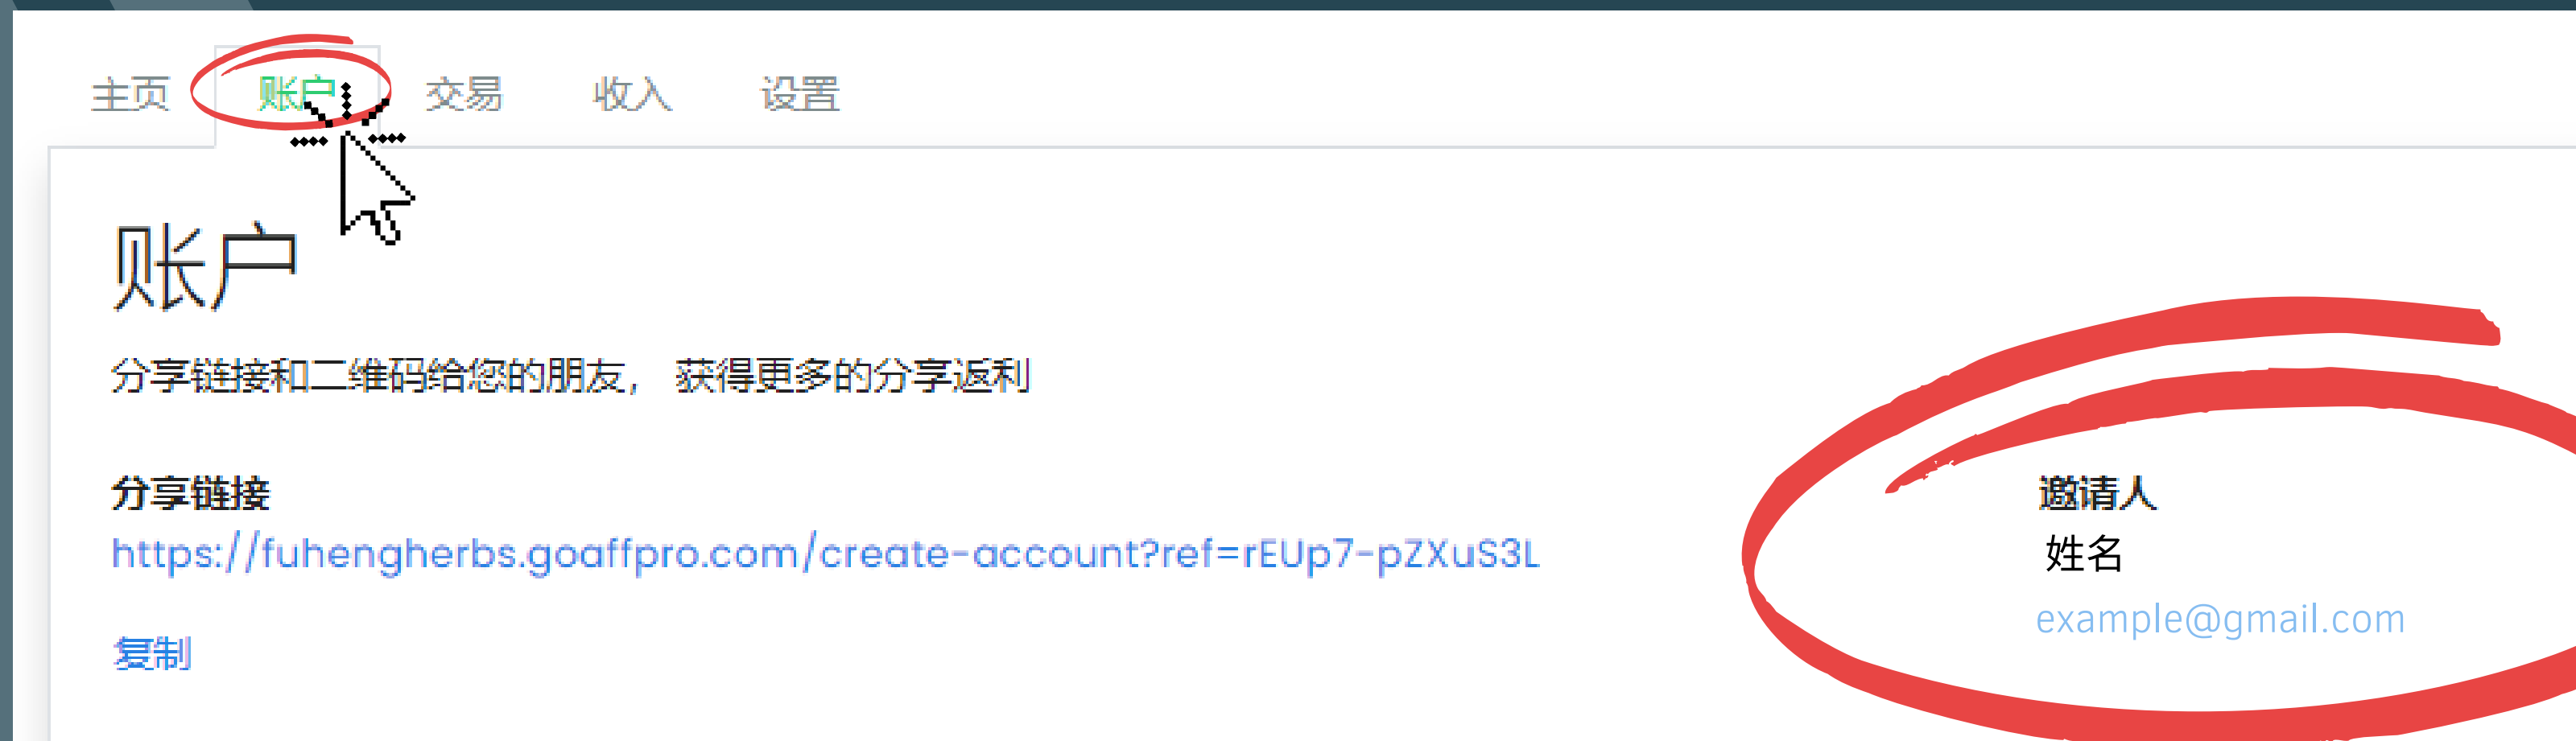 主页 账户 交易 收入 设置
账户
分享链接和二维码给您的朋友， 获得更多的分享返利
分享链接
https://fuhengherbs.goaffpro.com/create-account?ref=rEUp7-pZXuS3L
复制
邀请人
姓名
example@gmail.com